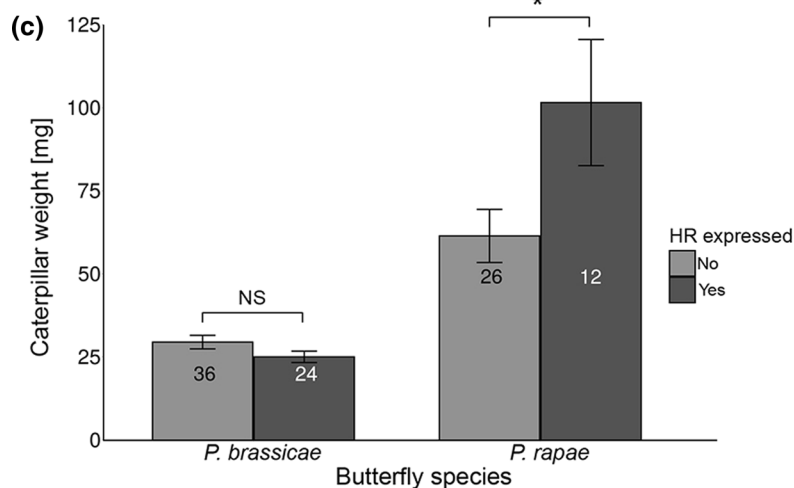 (c)
*
125
100
75
50
25
0
Caterpillar weight [mg]
NS
36
24
26
12
HR expressed
No
Yes
P. brassicae
P. rapae
Butterfly species